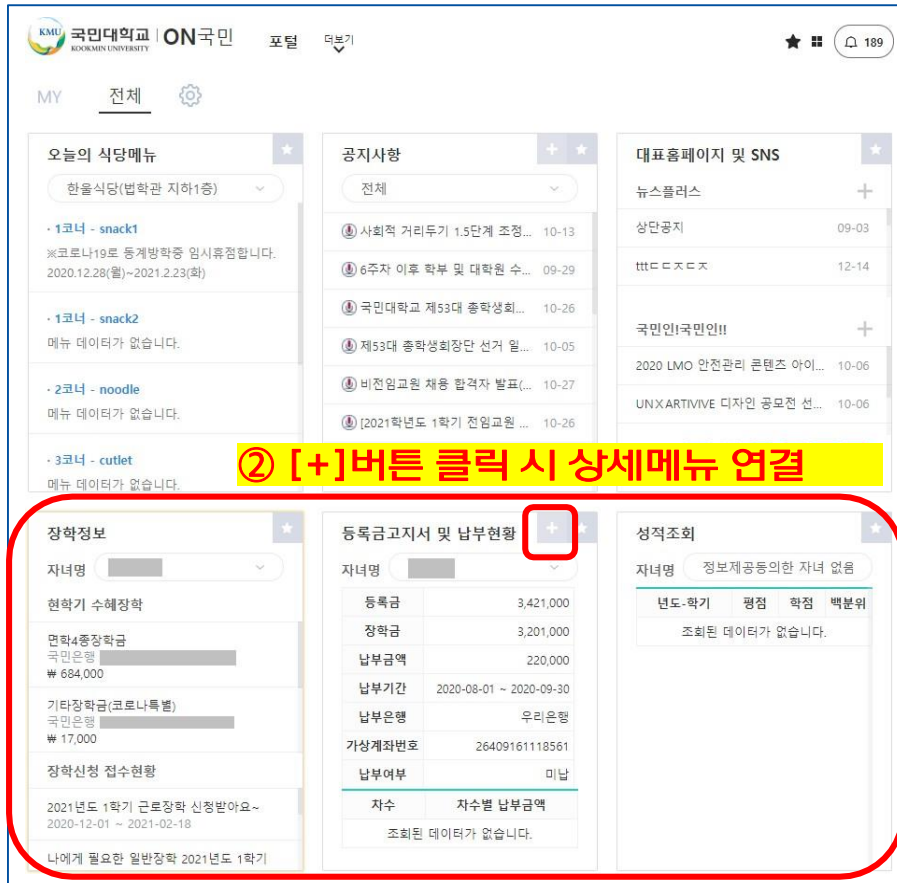 KMU 국민대학교 KOOKMIN UNIVERSITY ON국민 포털 더보기 189
MY 전체
오늘의 식당메뉴
한울식당(법학관 지하1층)
· 1코너 - snack1
※코로나19로 동계방학중 임시휴점합니다.
2020.12.28(월)~2021.2.23(화)
· 1코너 - snack2
메뉴 데이터가 없습니다.
· 2코너 - noodle
메뉴 데이터가 없습니다.
· 3코너 - cutlet
메뉴 데이터가 없습니다.
공지사항
전체
사회적 거리두기 1.5단계 조정... 10-13
6주차 이후 학부 및 대학원 수... 09-29
국민대학교 제53대 총학생회... 10-26
제53대 총학생회장단 선거 일... 10-05
비전임교원 채용 합격자 발표(... 10-27
[2021학년도 1학기 전임교원 ... 10-26
대표홈페이지 및 SNS
뉴스플러스 +
상단공지 09-03
tttㄷㄷㅈㄷㅈ 12-14
국민인!국민인!! +
2020 LMO 안전관리 콘텐츠 아이... 10-06
UNXARTIVIVE 디자인 공모전 선... 10-06
② [+]버튼 클릭 시 상세메뉴 연결
장학정보
자녀명
현학기 수혜장학
면학4종장학금
국민은행
₩ 684,000
기타장학금(코로나특별)
국민은행
₩ 17,000
장학신청 접수현황
2021년도 1학기 근로장학 신청받아요~
2020-12-01 ~ 2021-02-18
나에게 필요한 일반장학 2021년도 1학기
등록금고지서 및 납부현황 +
자녀명
등록금 3,421,000
장학금 3,201,000
납부금액 220,000
납부기간 2020-08-01 ~ 2020-09-30
납부은행 우리은행
가상계좌번호 26409161118561
납부여부 미납
차수 차수별 납부금액
조회된 데이터가 없습니다.
성적조회
자녀명 정보제공동의한 자녀 없음
년도-학기 평점 학점 백분위
조회된 데이터가 없습니다.